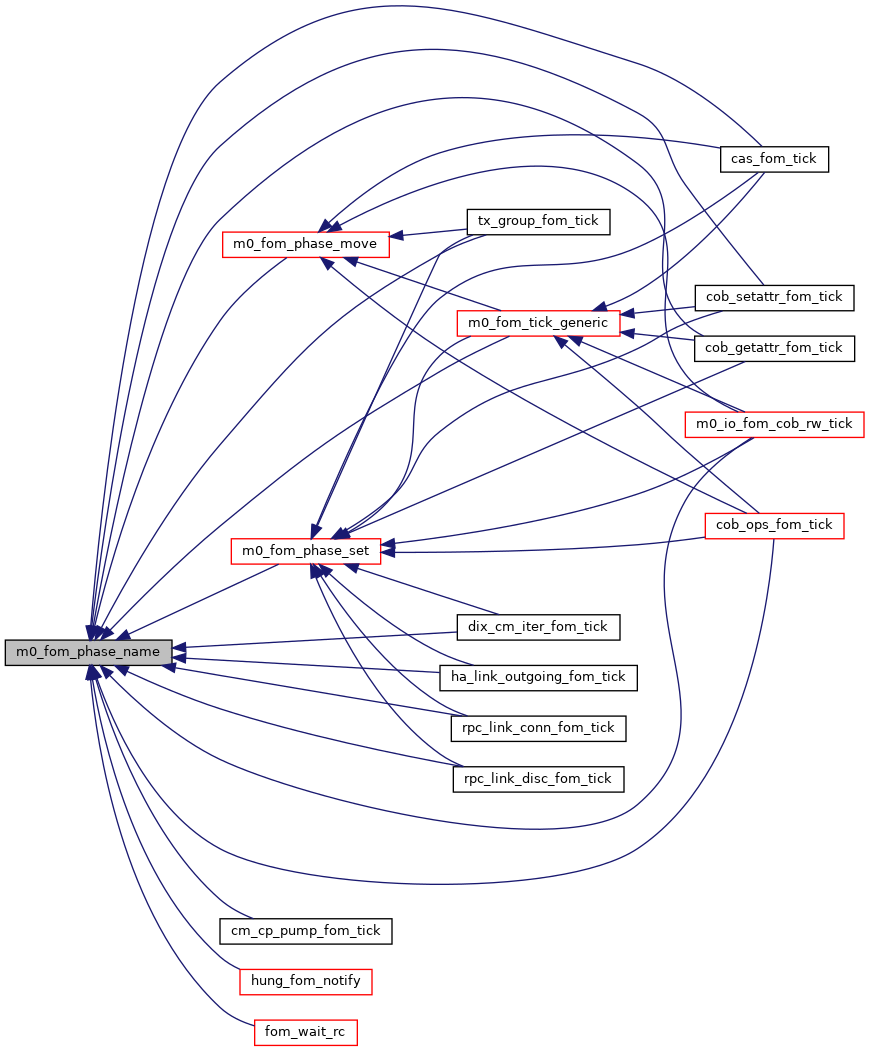 cas_fom_tick
tx_group_fom_tick
m0_fom_phase_move
cob_setattr_fom_tick
m0_fom_tick_generic
cob_getattr_fom_tick
m0_io_fom_cob_rw_tick
cob_ops_fom_tick
m0_fom_phase_set
dix_cm_iter_fom_tick
m0_fom_phase_name
ha_link_outgoing_fom_tick
rpc_link_conn_fom_tick
rpc_link_disc_fom_tick
cm_cp_pump_fom_tick
hung_fom_notify
fom_wait_rc